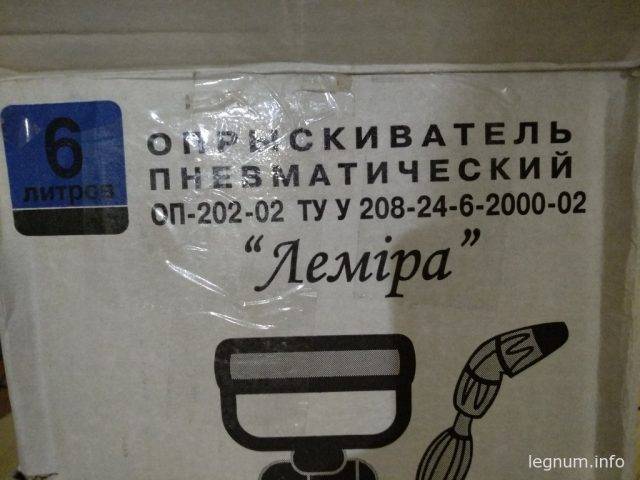 6
литров
ОПРЫСКИВАТЕЛЬ
ПНЕВМАТИЧЕСКИЙ
ОП-202-02 ТУ У 208-24-6-2000-02
“Леміра”
legnum.info